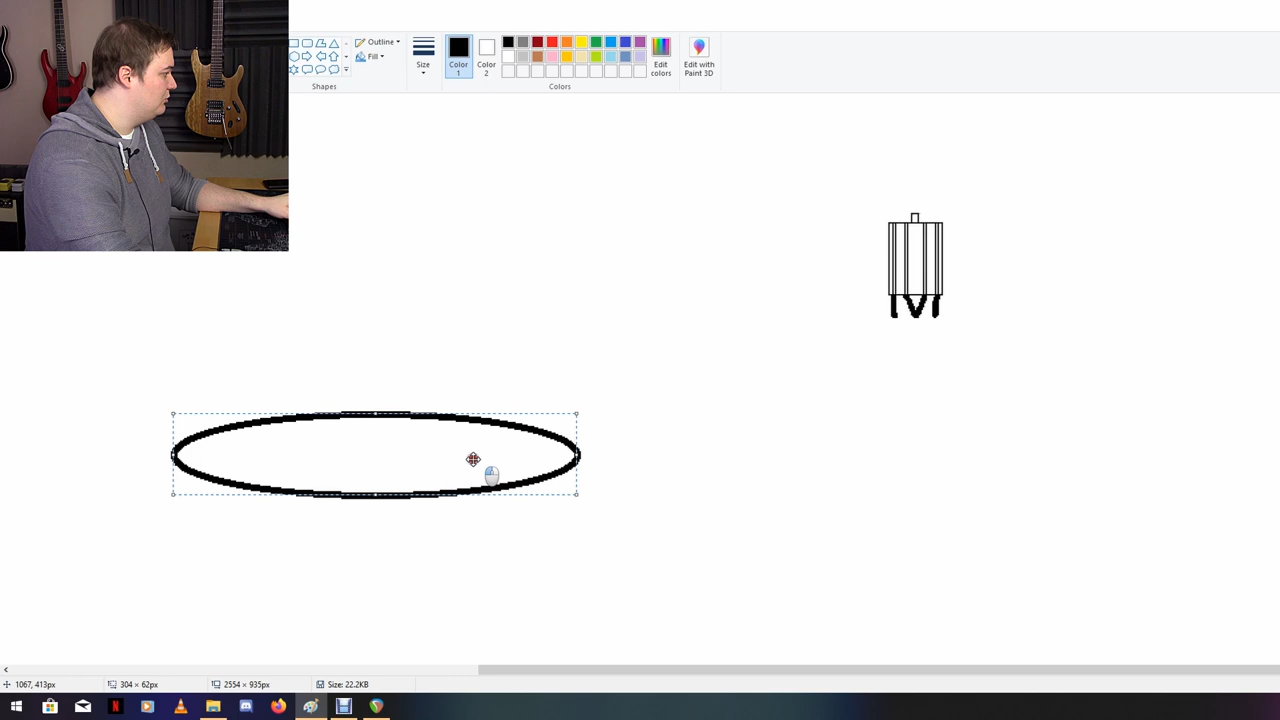 Outline
Fill
Size
Color
1
Color
2
Edit
colors
Edit with
Paint 3D
Shapes
Colors
1067, 413px
304 × 62px
2554 × 935px
Size: 22.2KB